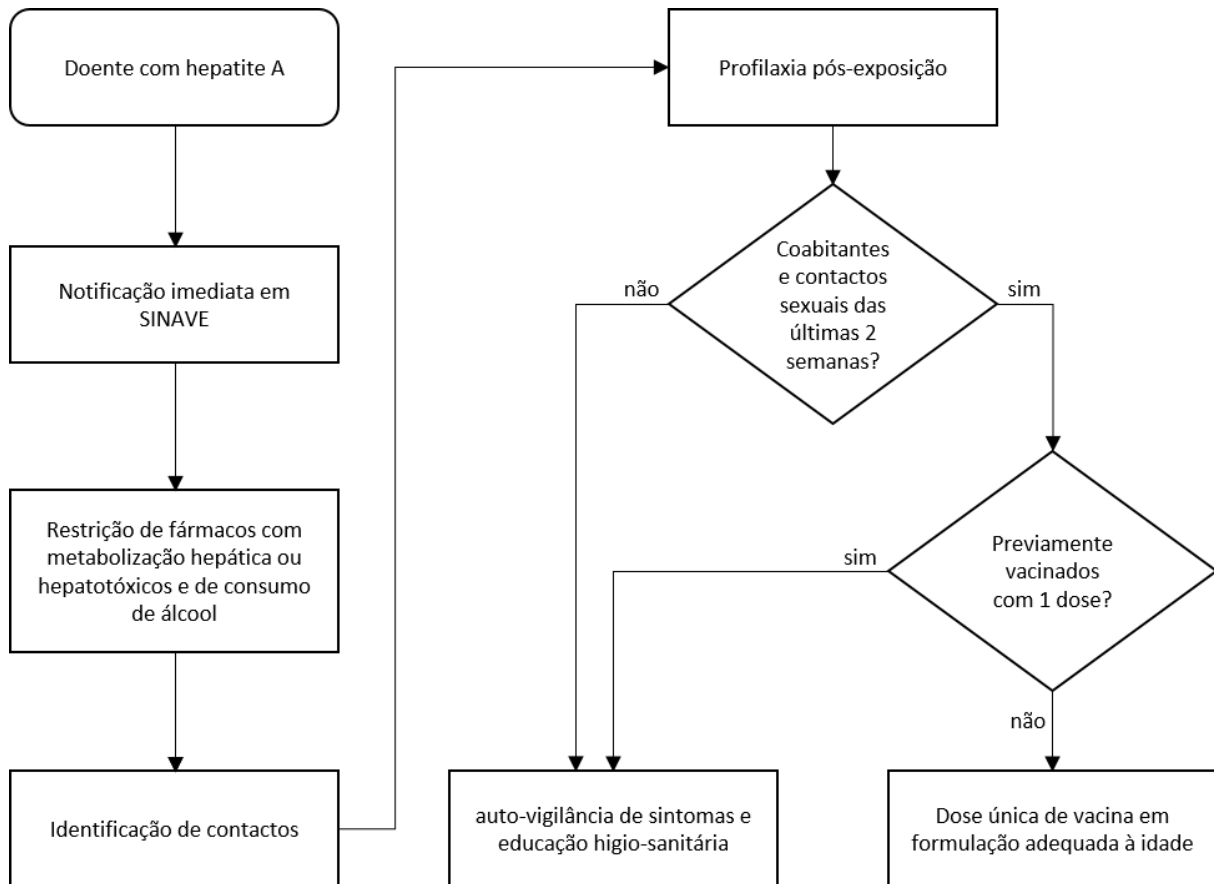 Doente com hepatite A
Notificação imediata em
SINAVE
Restrição de fármacos com
metabolização hepática ou
hepatotóxicos e de consumo
de álcool
Identificação de contactos
Profilaxia pós-exposição
Coabitantes
e contactos
sexuais das
últimas 2
semanas?
não
sim
Previamente
vacinados
com 1 dose?
sim
não
auto-vigilância de sintomas e
educação higio-sanitária
Dose única de vacina em
formulação adequada à idade